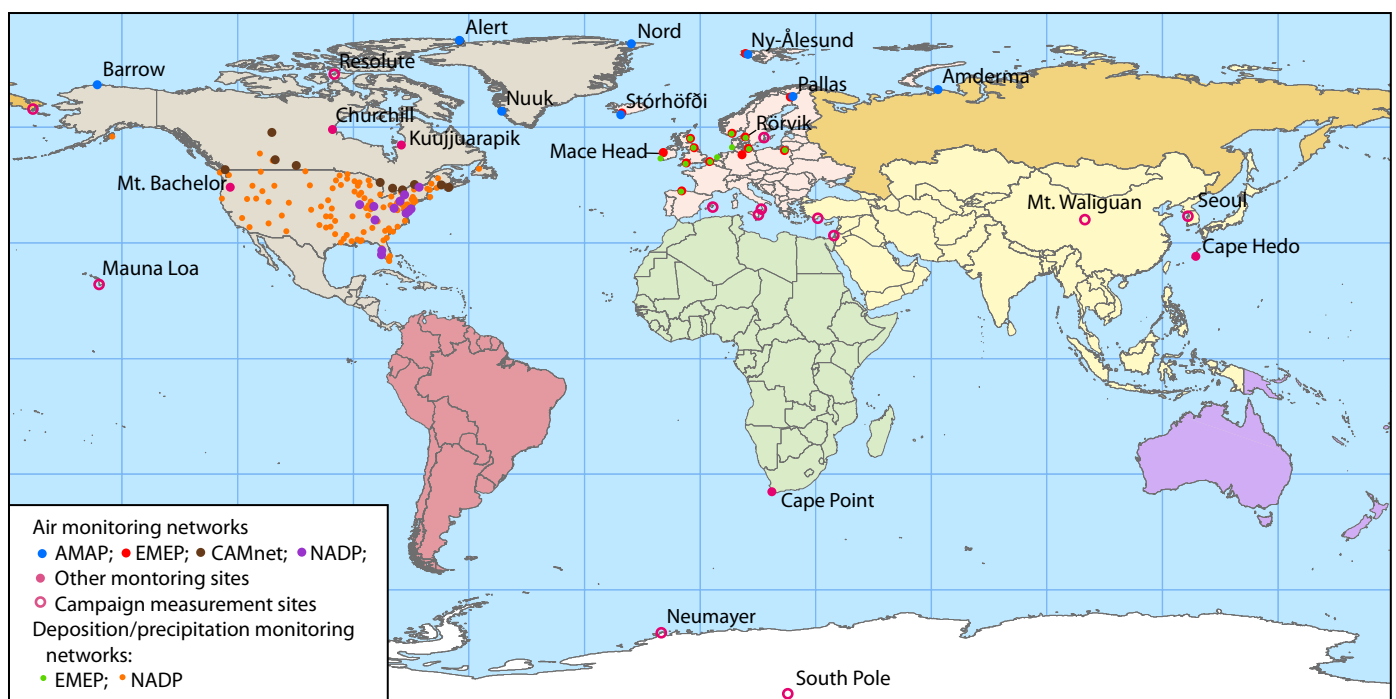 Alert
Nord
Ny-Ålesund
Barrow
Resolute
Amderma
Pallas
Nuuk
Stórhöfði
Churchill
Rörvik
Kuujjuarapik
Mace Head
Mt. Bachelor
Mt. Waliguan
Seoul
Cape Hedo
Mauna Loa
Cape Point
Neumayer
South Pole
Air monitoring networks
AMAP; EMEP; CAMnet; NADP;
Other montoring sites
Campaign measurement sites
Deposition/precipitation monitoring
networks:
EMEP; NADP